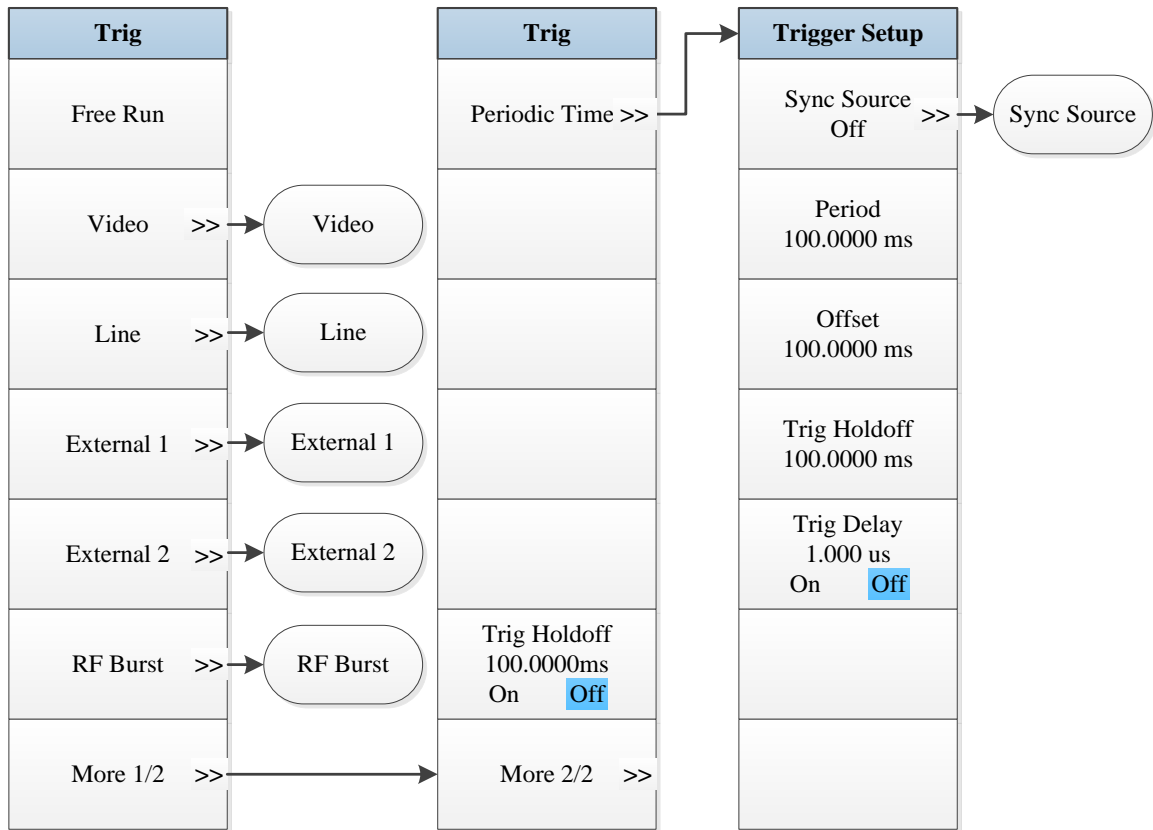 Trig
Free Run
Video >>
Video
Line >>
Line
External 1 >>
External 1
External 2 >>
External 2
RF Burst >>
RF Burst
More 1/2 >>
Trig
Periodic Time >>
Trig Holdoff
100.0000ms
On Off
More 2/2 >>
Trigger Setup
Sync Source
Off >>
Sync Source
Period
100.0000 ms
Offset
100.0000 ms
Trig Holdoff
100.0000 ms
Trig Delay
1.000 us
On Off